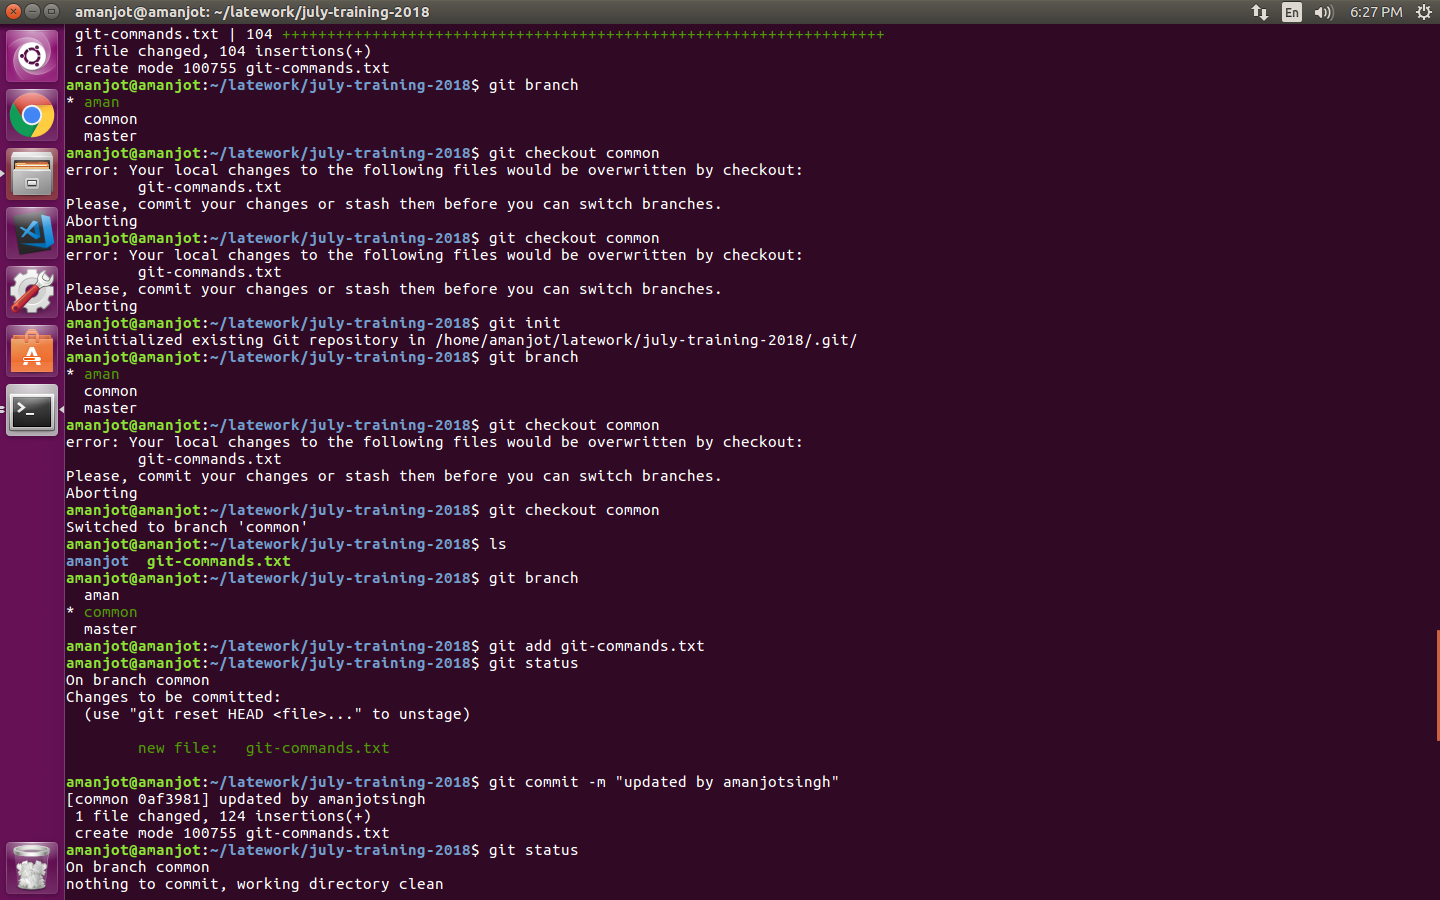 amanjot@amanjot: ~/latework/july-training-2018
En
6:27 PM
 git-commands.txt | 104 +++++++++++++++++++++++++++++++++++++++++++++++++++++++++++++++++++
 1 file changed, 104 insertions(+)
 create mode 100755 git-commands.txt
amanjot@amanjot:~/latework/july-training-2018$ git branch
* aman
  common
  master
amanjot@amanjot:~/latework/july-training-2018$ git checkout common
error: Your local changes to the following files would be overwritten by checkout:
        git-commands.txt
Please, commit your changes or stash them before you can switch branches.
Aborting
amanjot@amanjot:~/latework/july-training-2018$ git checkout common
error: Your local changes to the following files would be overwritten by checkout:
        git-commands.txt
Please, commit your changes or stash them before you can switch branches.
Aborting
amanjot@amanjot:~/latework/july-training-2018$ git init
Reinitialized existing Git repository in /home/amanjot/latework/july-training-2018/.git/
amanjot@amanjot:~/latework/july-training-2018$ git branch
* aman
  common
  master
amanjot@amanjot:~/latework/july-training-2018$ git checkout common
error: Your local changes to the following files would be overwritten by checkout:
        git-commands.txt
Please, commit your changes or stash them before you can switch branches.
Aborting
amanjot@amanjot:~/latework/july-training-2018$ git checkout common
Switched to branch 'common'
amanjot@amanjot:~/latework/july-training-2018$ ls
amanjot  git-commands.txt
amanjot@amanjot:~/latework/july-training-2018$ git branch
  aman
* common
  master
amanjot@amanjot:~/latework/july-training-2018$ git add git-commands.txt
amanjot@amanjot:~/latework/july-training-2018$ git status
On branch common
Changes to be committed:
  (use "git reset HEAD <file>..." to unstage)
        new file:   git-commands.txt
amanjot@amanjot:~/latework/july-training-2018$ git commit -m "updated by amanjotsingh"
[common 0af3981] updated by amanjotsingh
 1 file changed, 124 insertions(+)
 create mode 100755 git-commands.txt
amanjot@amanjot:~/latework/july-training-2018$ git status
On branch common
nothing to commit, working directory clean